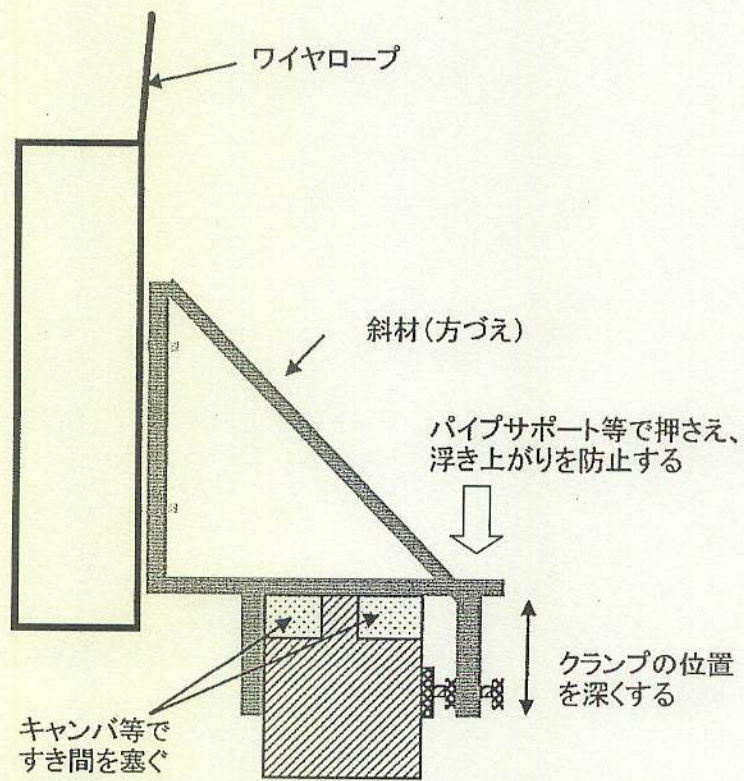 ワイヤロープ
斜材(方づえ)
パイプサポート等で押さえ、
浮き上がりを防止する
クランプの位置
を深くする
キャンバ等で
すき間を塞ぐ